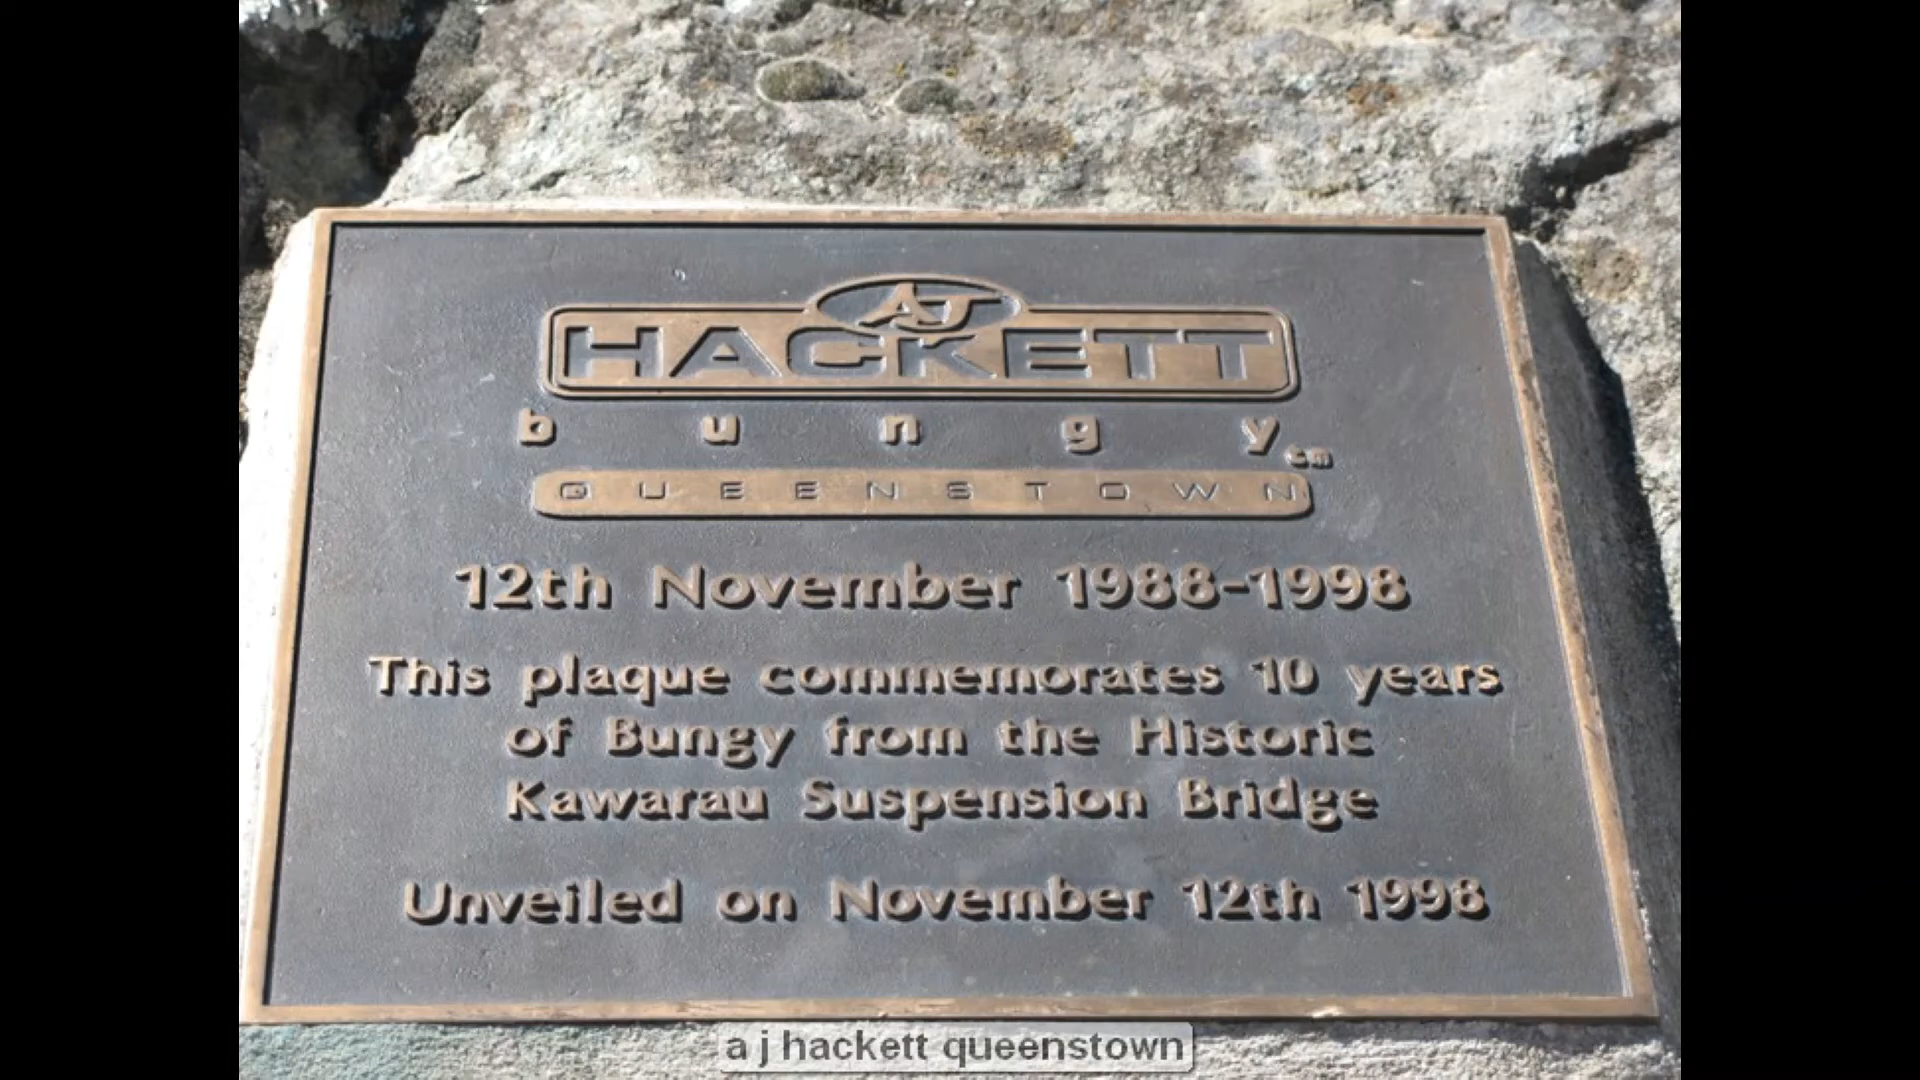 AJ
HACKETT
bungy tm
QUEENSTOWN
12th November 1988-1998
This plaque commemorates 10 years
of Bungy from the Historic
Kawarau Suspension Bridge
Unveiled on November 12th 1998
a j hackett queenstown